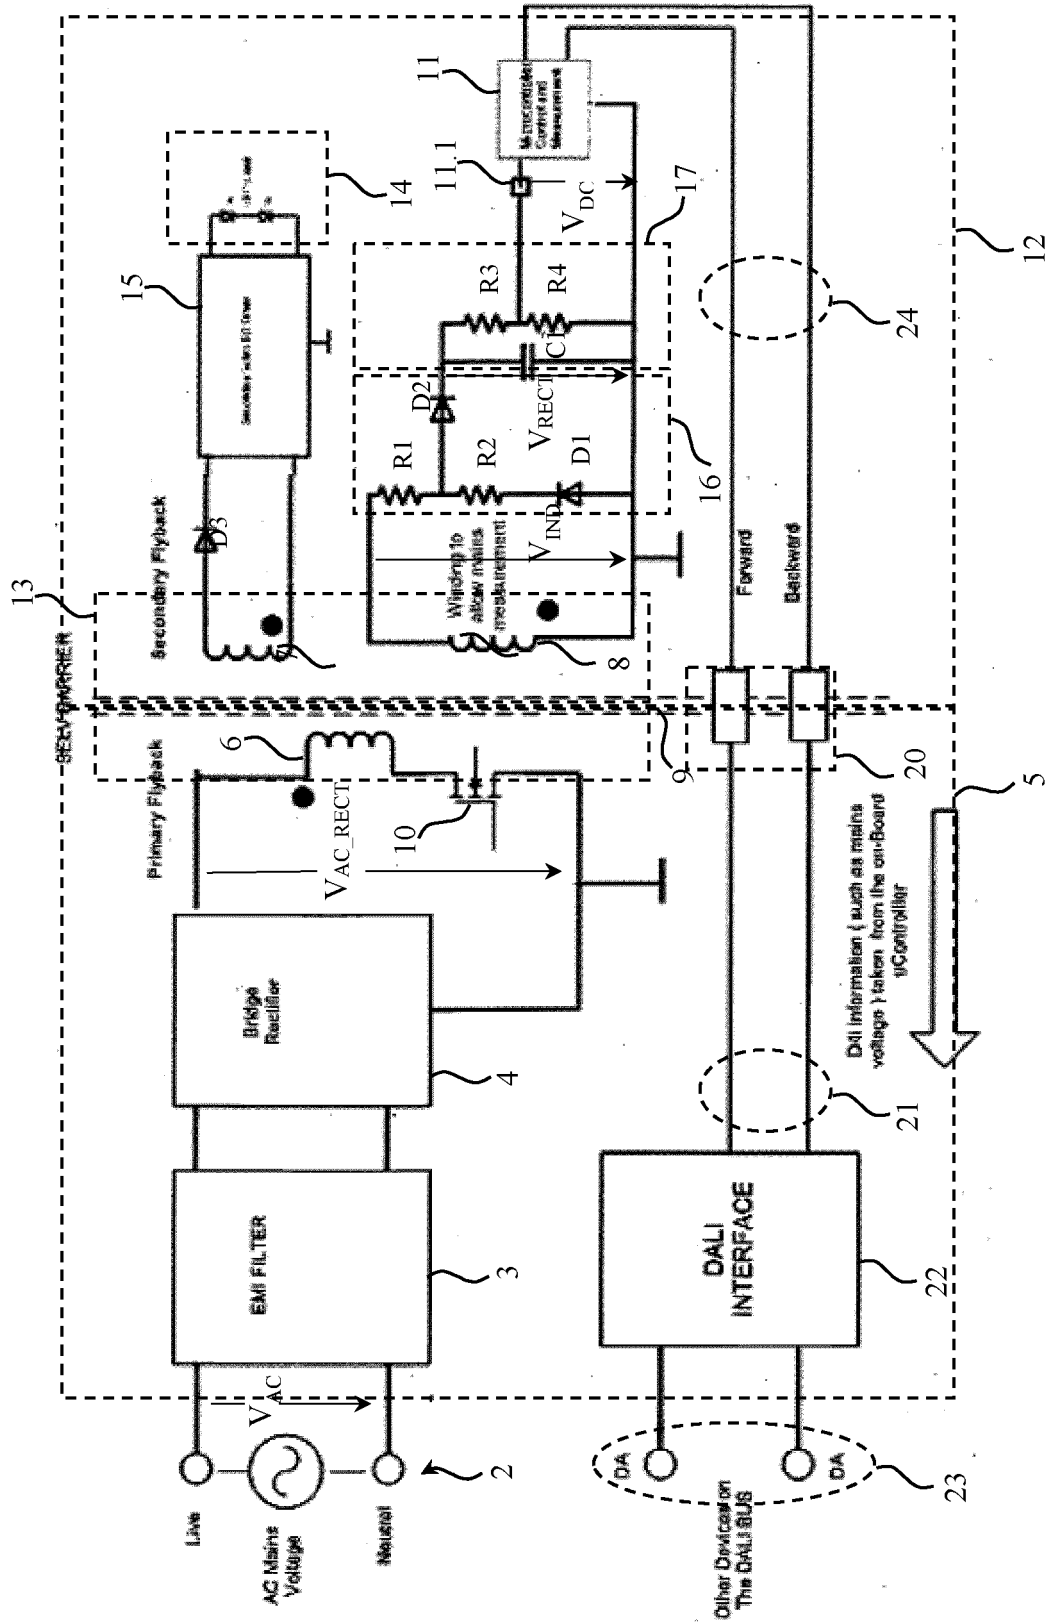 SELV BARRIER
13
Primary Flyback
Secondary Flyback
Live
AC Mains
Voltage
Neutral
2
V_AC
EMI FILTER
3
Bridge
Rectifier
4
V_AC_RECT
6
10
9
D3
15
14
Winding to
allow mains
measurement
8
V_IND
R1
R2
D1
D2
16
V_RECT
C1
R3
R4
17
V_DC
11.1
11
Microcontroller
Control and
Measurement
Other Devices on
The DALI BUS
DA
DA
23
DALI
INTERFACE
22
21
Dali information ( such as mains
voltage ) taken from the on-Board
uController
5
20
Forward
Backward
24
12